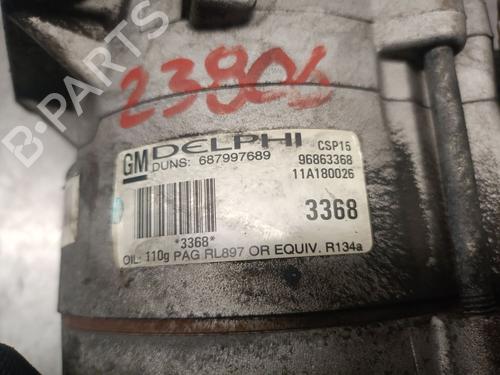 B-PARTS
23806
GM DELPHI CSP15
DUNS: 687997689 96863368
11A180026
3368
*3368*
OIL: 110g PAG RL897 OR EQUIV. R134a